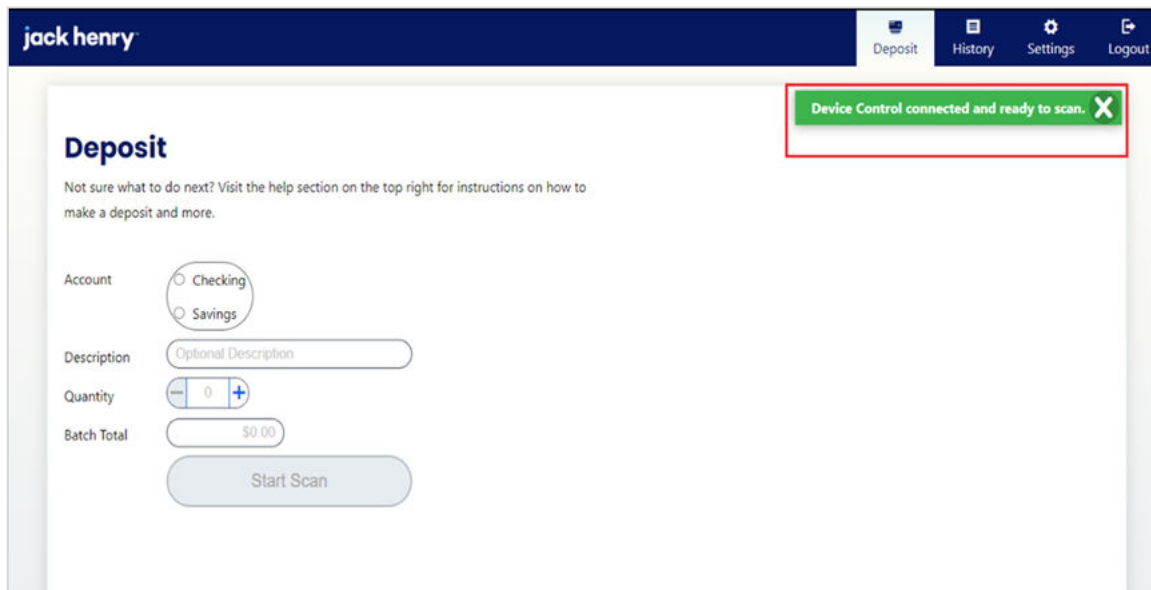 jack henry
Deposit
History
Settings
Logout
Device Control connected and ready to scan.
Deposit
Not sure what to do next? Visit the help section on the top right for instructions on how to
make a deposit and more.
Account
Checking
Savings
Description
Optional Description
Quantity
0
Batch Total
$0.00
Start Scan